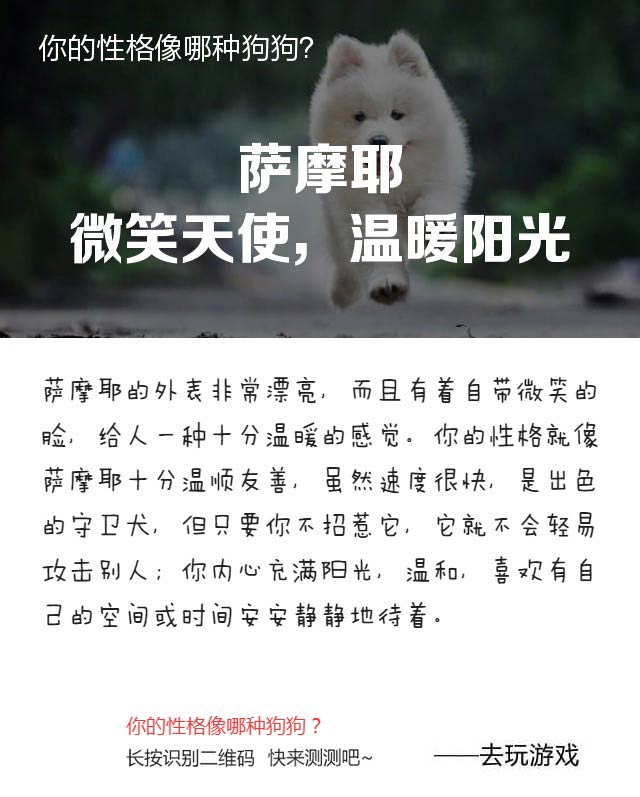 你的性格像哪种狗狗?
萨摩耶
微笑天使，温暖阳光
萨摩耶的外表非常漂亮，而且有着自带微笑的
脸，给人一种十分温暖的感觉。你的性格就像
萨摩耶十分温顺友善，虽然速度很快，是出色
的守卫犬，但只要你不招惹它，它就不会轻易
攻击别人；你内心充满阳光，温和，喜欢有自
己的空间或时间安安静静地待着。
你的性格像哪种狗狗？
长按识别二维码 快来测测吧~
——去玩游戏